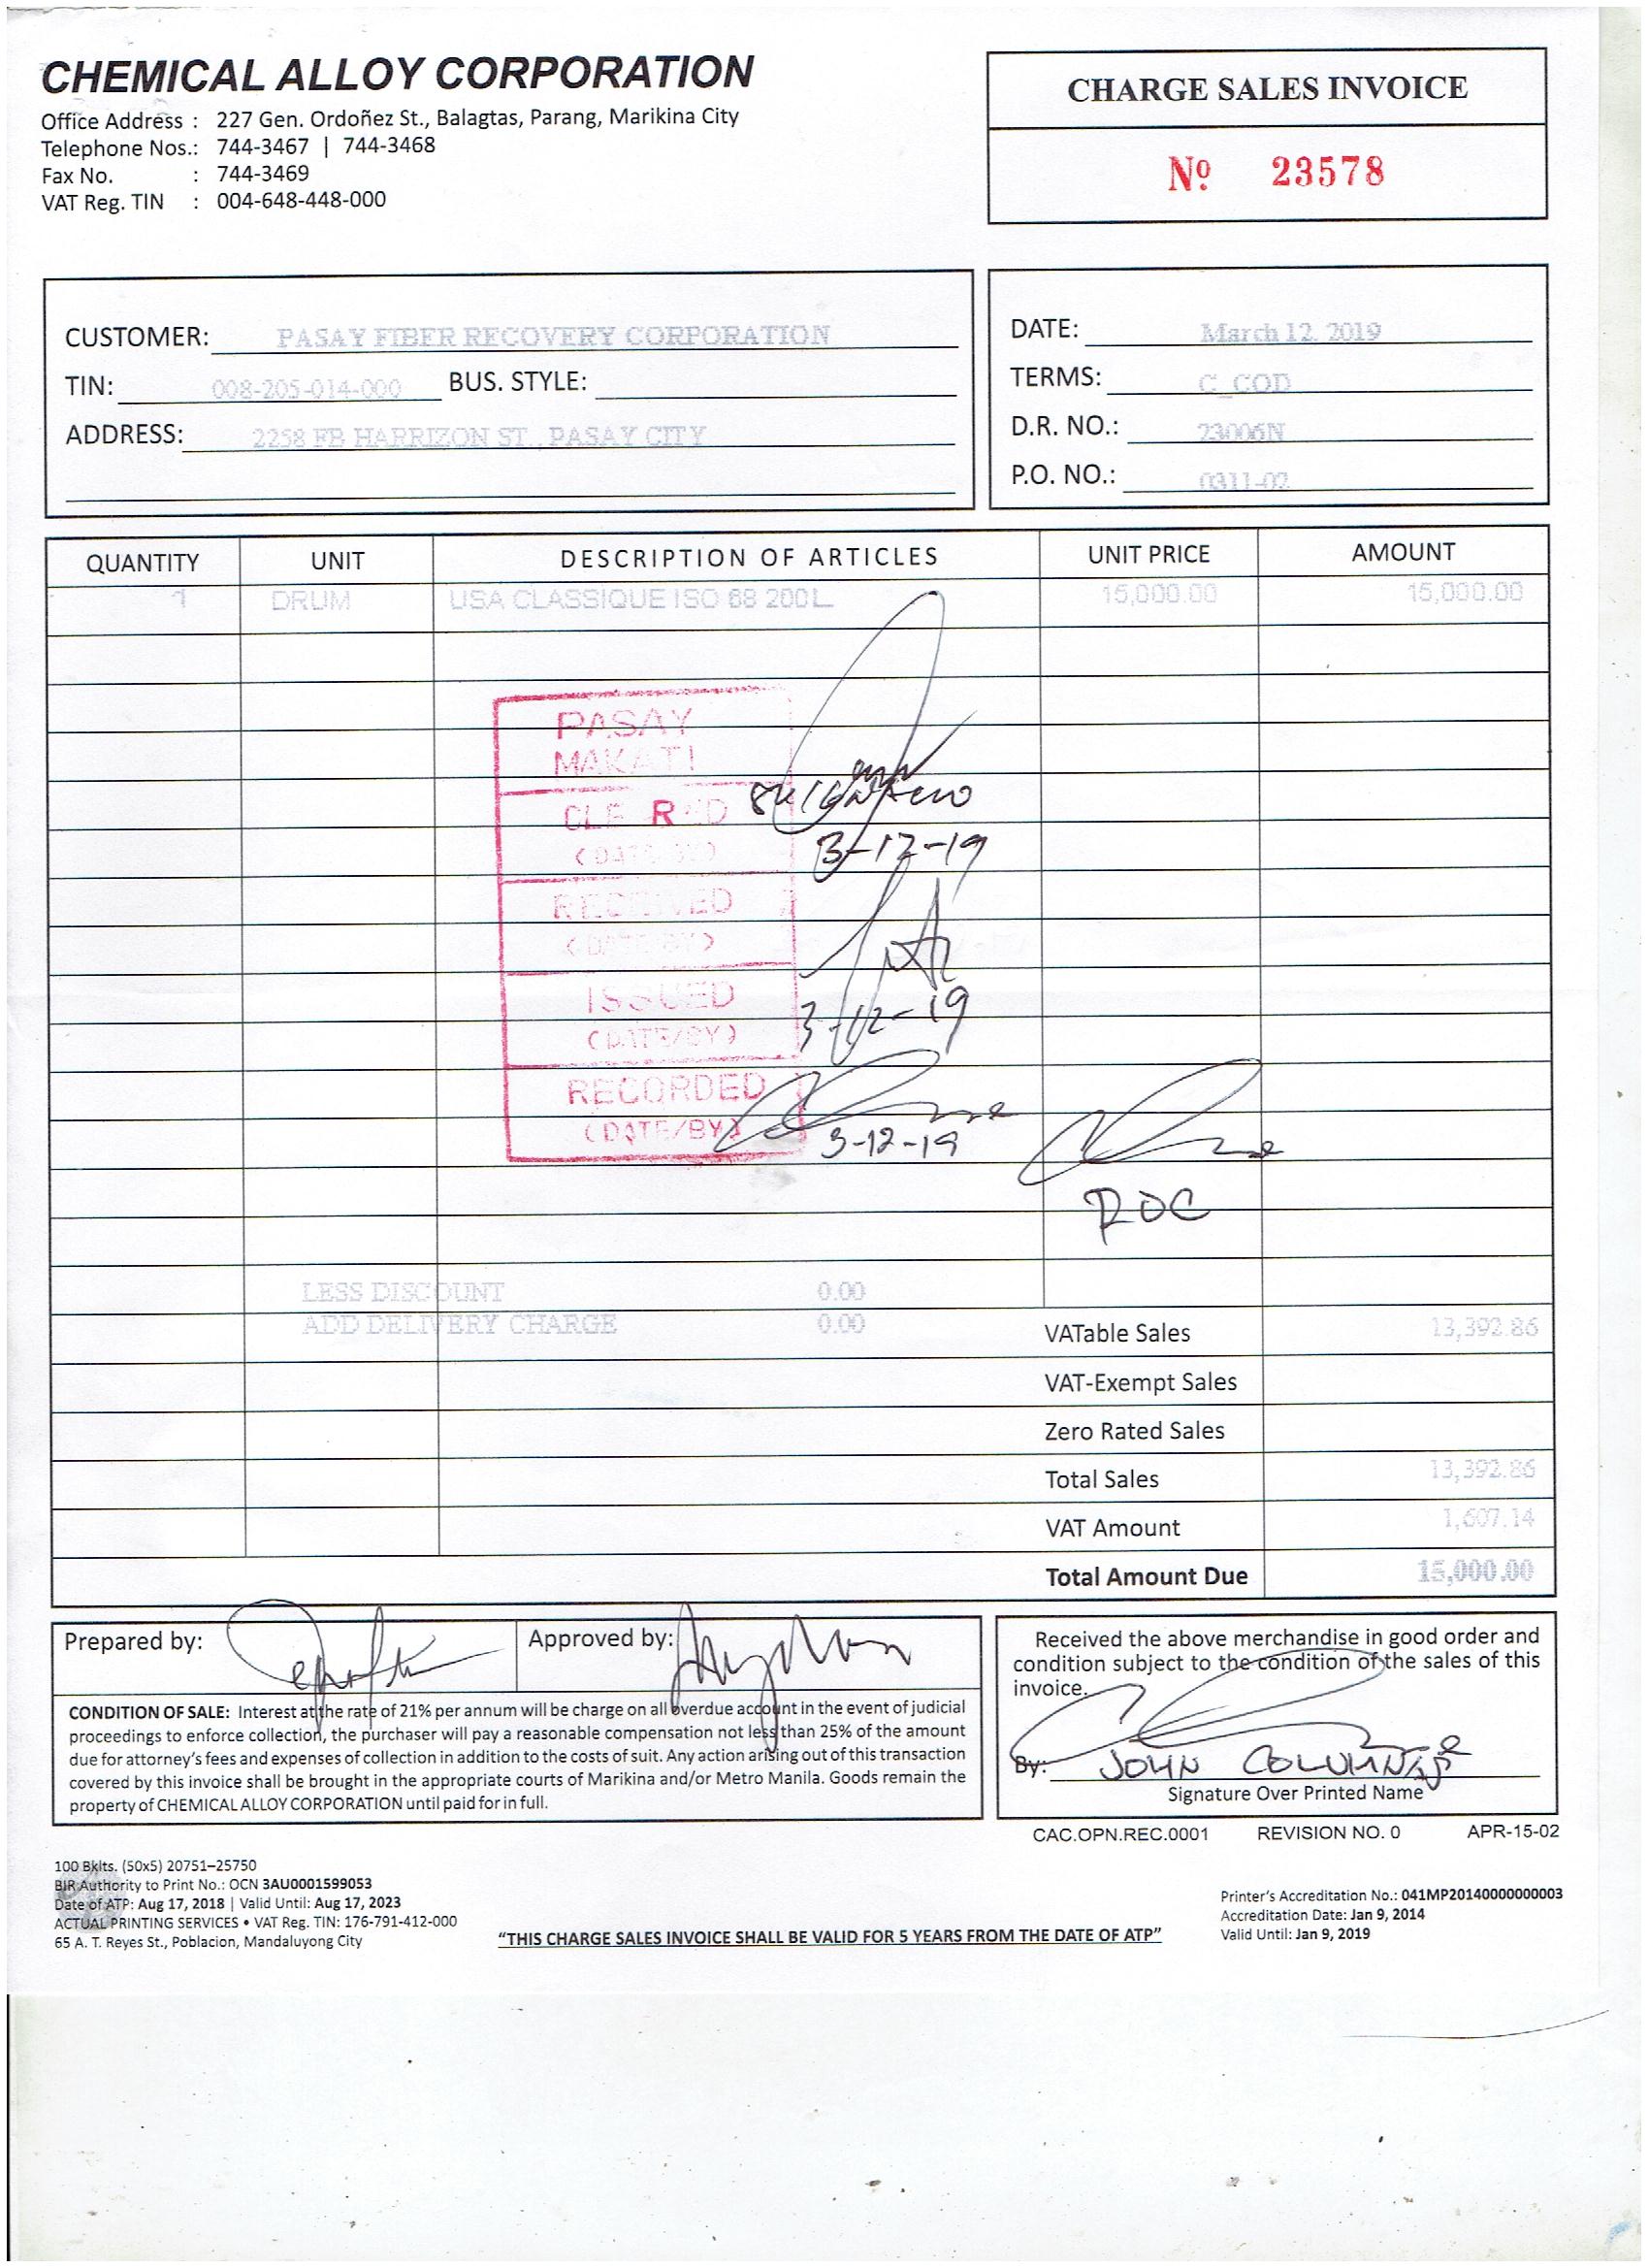 CHEMICAL ALLOY CORPORATION
Office Address : 227 Gen. Ordoñez St., Balagtas, Parang, Marikina City
Telephone Nos.: 744-3467 | 744-3468
Fax No. : 744-3469
VAT Reg. TIN : 004-648-448-000
CHARGE SALES INVOICE
Nº 23578
CUSTOMER: PASAY FIBER RECOVERY CORPORATION
TIN: 008-205-014-000 BUS. STYLE:
ADDRESS: 2258 FB HARRIZON ST., PASAY CITY
DATE: March 12, 2019
TERMS: C_COD
D.R. NO.: 23006N
P.O. NO.: 0311-02
QUANTITY UNIT DESCRIPTION OF ARTICLES UNIT PRICE AMOUNT
1 DRUM USA CLASSIQUE ISO 68 200L 15,000.00 15,000.00
PASAY
MAKATI
CLE R D
3-12-19
RECEIVED
(DATE/BY)
ISSUED
(DATE/BY)
3-12-19
RECORDED
(DATE/BY)
3-12-19
ROC
LESS DISCOUNT 0.00
ADD DELIVERY CHARGE 0.00
VATable Sales 13,392.86
VAT-Exempt Sales
Zero Rated Sales
Total Sales 13,392.86
VAT Amount 1,607.14
Total Amount Due 15,000.00
Prepared by:
Approved by:
CONDITION OF SALE: Interest at the rate of 21% per annum will be charge on all overdue account in the event of judicial
proceedings to enforce collection, the purchaser will pay a reasonable compensation not less than 25% of the amount
due for attorney's fees and expenses of collection in addition to the costs of suit. Any action arising out of this transaction
covered by this invoice shall be brought in the appropriate courts of Marikina and/or Metro Manila. Goods remain the
property of CHEMICAL ALLOY CORPORATION until paid for in full.
Received the above merchandise in good order and
condition subject to the condition of the sales of this
invoice.
By: JOHN
Signature Over Printed Name
CAC.OPN.REC.0001 REVISION NO. 0 APR-15-02
100 Bklts. (50x5) 20751–25750
BIR Authority to Print No.: OCN 3AU0001599053
Date of ATP: Aug 17, 2018 | Valid Until: Aug 17, 2023
ACTUAL PRINTING SERVICES • VAT Reg. TIN: 176-791-412-000
65 A. T. Reyes St., Poblacion, Mandaluyong City
"THIS CHARGE SALES INVOICE SHALL BE VALID FOR 5 YEARS FROM THE DATE OF ATP"
Printer's Accreditation No.: 041MP20140000000003
Accreditation Date: Jan 9, 2014
Valid Until: Jan 9, 2019